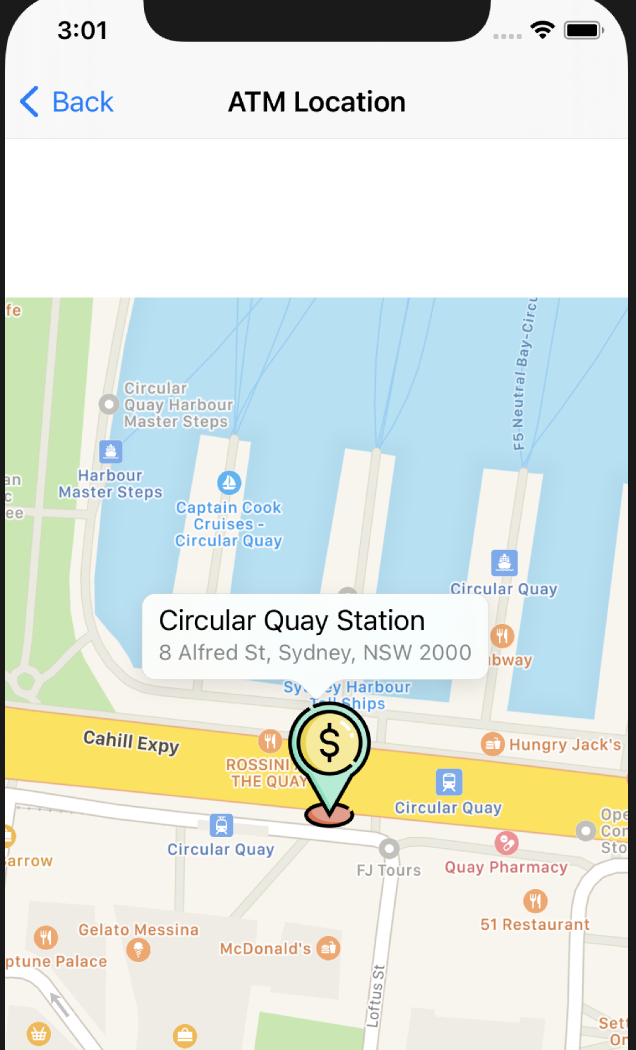 3:01
Back
ATM Location
fe
Circular
Quay Harbour
Master Steps
F5 Neutral Bay-Circu
Harbour
Master Steps
an
c
ee
Captain Cook
Cruises -
Circular Quay
Circular Quay
Circular Quay Station
8 Alfred St, Sydney, NSW 2000
bway
Sydney Harbour
Tall Ships
Cahill Expy
ROSSINI
THE QUAY
$
Hungry Jack's
Circular Quay
Ope
Con
Sto
Circular Quay
arrow
FJ Tours
Quay Pharmacy
51 Restaurant
Gelato Messina
McDonald's
ptune Palace
Loftus St
Sett
On